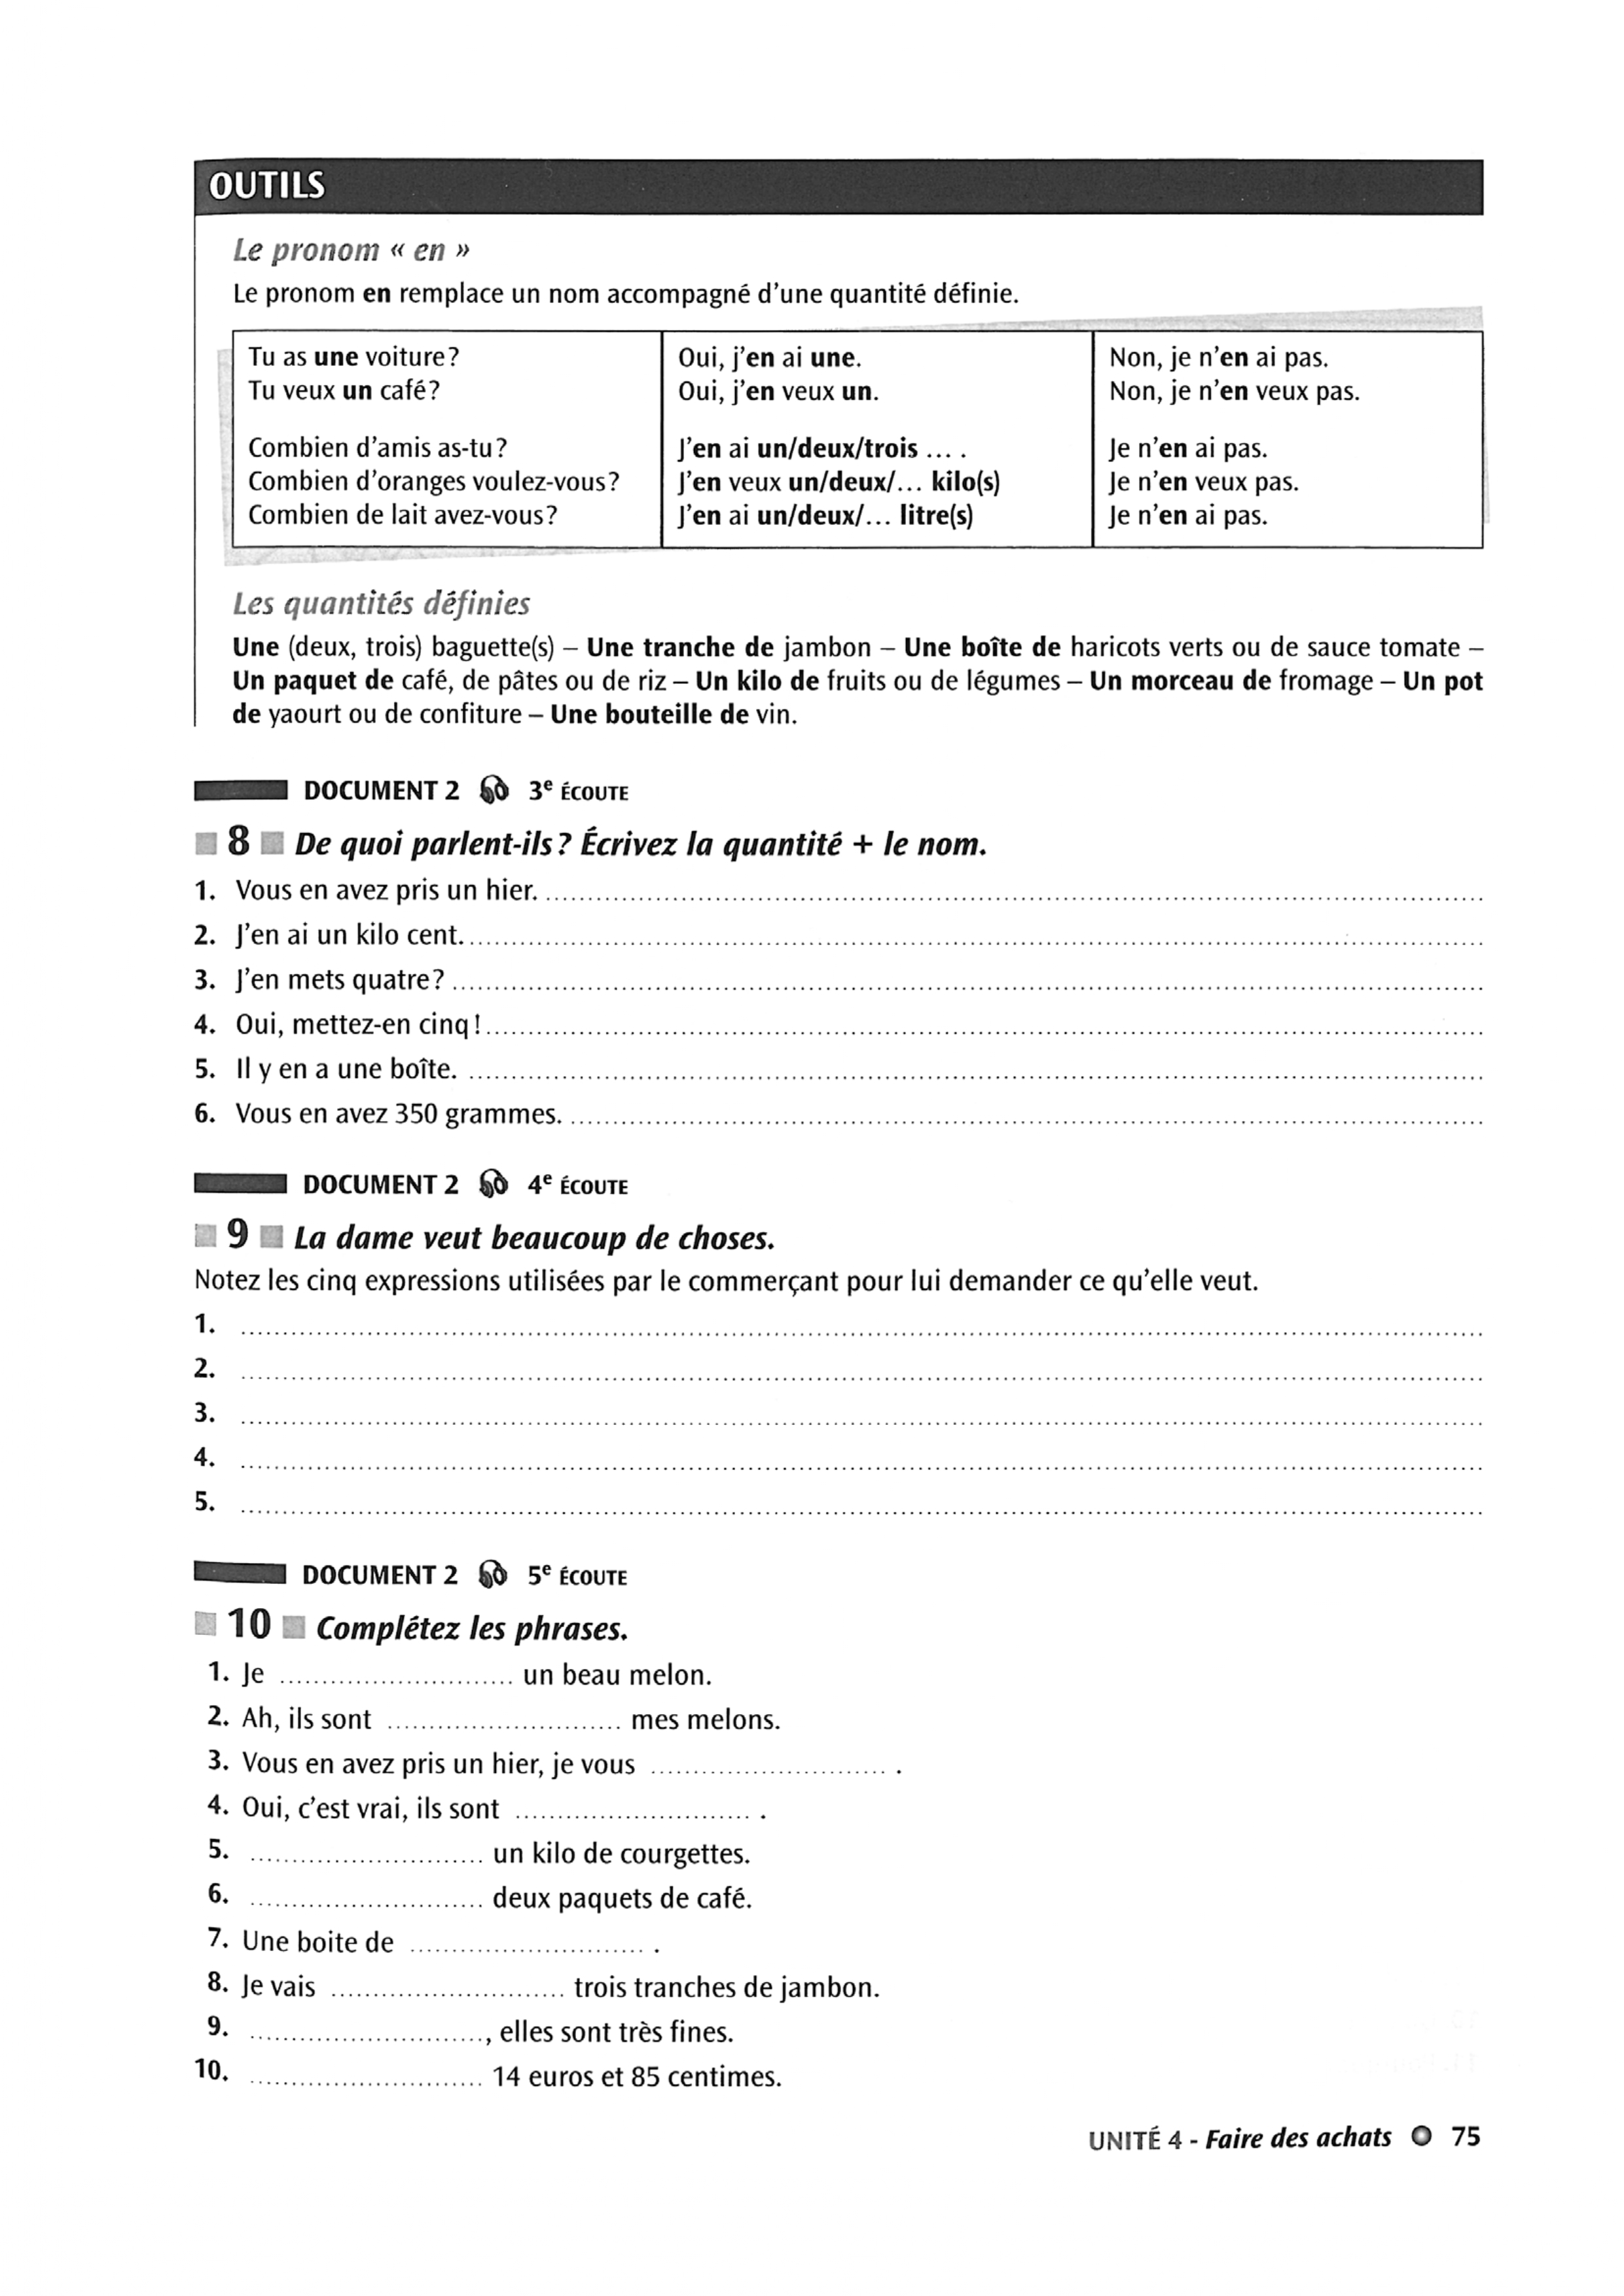 OUTILS
Le pronom « en »
Le pronom en remplace un nom accompagné d'une quantité définie.
Tu as une voiture? Oui, j'en ai une. Non, je n'en ai pas.
Tu veux un café? Oui, j'en veux un. Non, je n'en veux pas.
Combien d'amis as-tu? J'en ai un/deux/trois ... . Je n'en ai pas.
Combien d'oranges voulez-vous? J'en veux un/deux/... kilo(s) Je n'en veux pas.
Combien de lait avez-vous? J'en ai un/deux/... litre(s) Je n'en ai pas.
Les quantités définies
Une (deux, trois) baguette(s) – Une tranche de jambon – Une boîte de haricots verts ou de sauce tomate –
Un paquet de café, de pâtes ou de riz – Un kilo de fruits ou de légumes – Un morceau de fromage – Un pot
de yaourt ou de confiture – Une bouteille de vin.
DOCUMENT 2 3e ÉCOUTE
8 De quoi parlent-ils? Écrivez la quantité + le nom.
1. Vous en avez pris un hier. ........
2. J'en ai un kilo cent. ........
3. J'en mets quatre? ........
4. Oui, mettez-en cinq! ........
5. Il y en a une boîte. ........
6. Vous en avez 350 grammes. ........
DOCUMENT 2 4e ÉCOUTE
9 La dame veut beaucoup de choses.
Notez les cinq expressions utilisées par le commerçant pour lui demander ce qu'elle veut.
1. ........
2. ........
3. ........
4. ........
5. ........
DOCUMENT 2 5e ÉCOUTE
10 Complétez les phrases.
1. Je ........ un beau melon.
2. Ah, ils sont ........ mes melons.
3. Vous en avez pris un hier, je vous ........ .
4. Oui, c'est vrai, ils sont ........ .
5. ........ un kilo de courgettes.
6. ........ deux paquets de café.
7. Une boite de ........ .
8. Je vais ........ trois tranches de jambon.
9. ........, elles sont très fines.
10. ........ 14 euros et 85 centimes.
UNITÉ 4 - Faire des achats 75